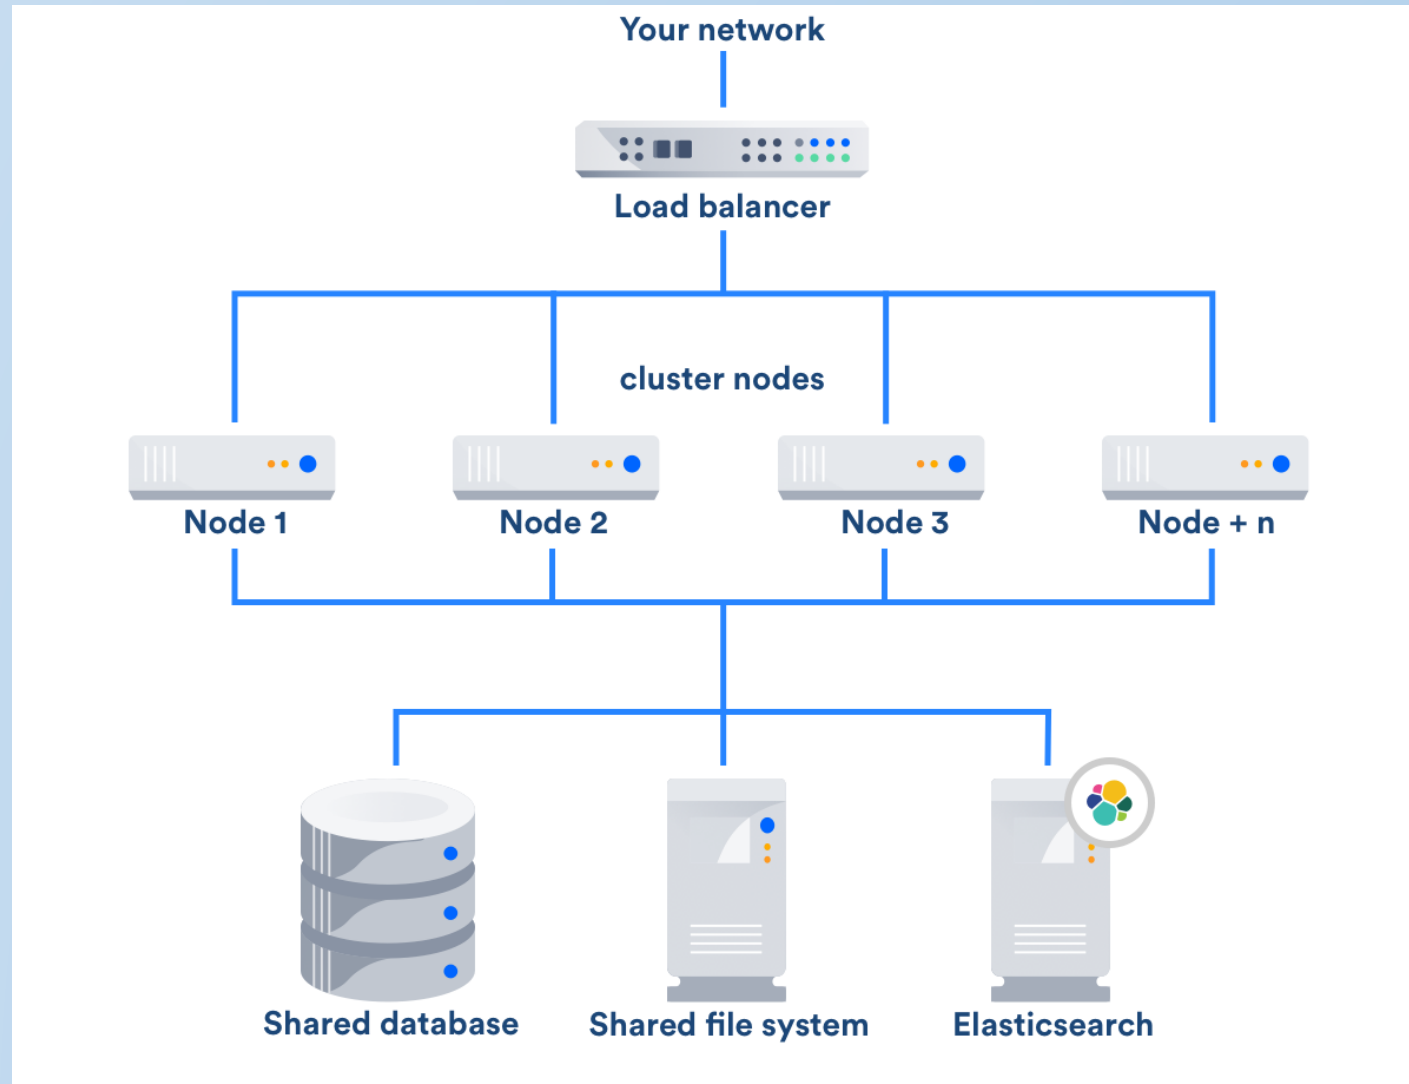 Your network
Load balancer
cluster nodes
Node 1
Node 2
Node 3
Node + n
Shared database
Shared file system
Elasticsearch